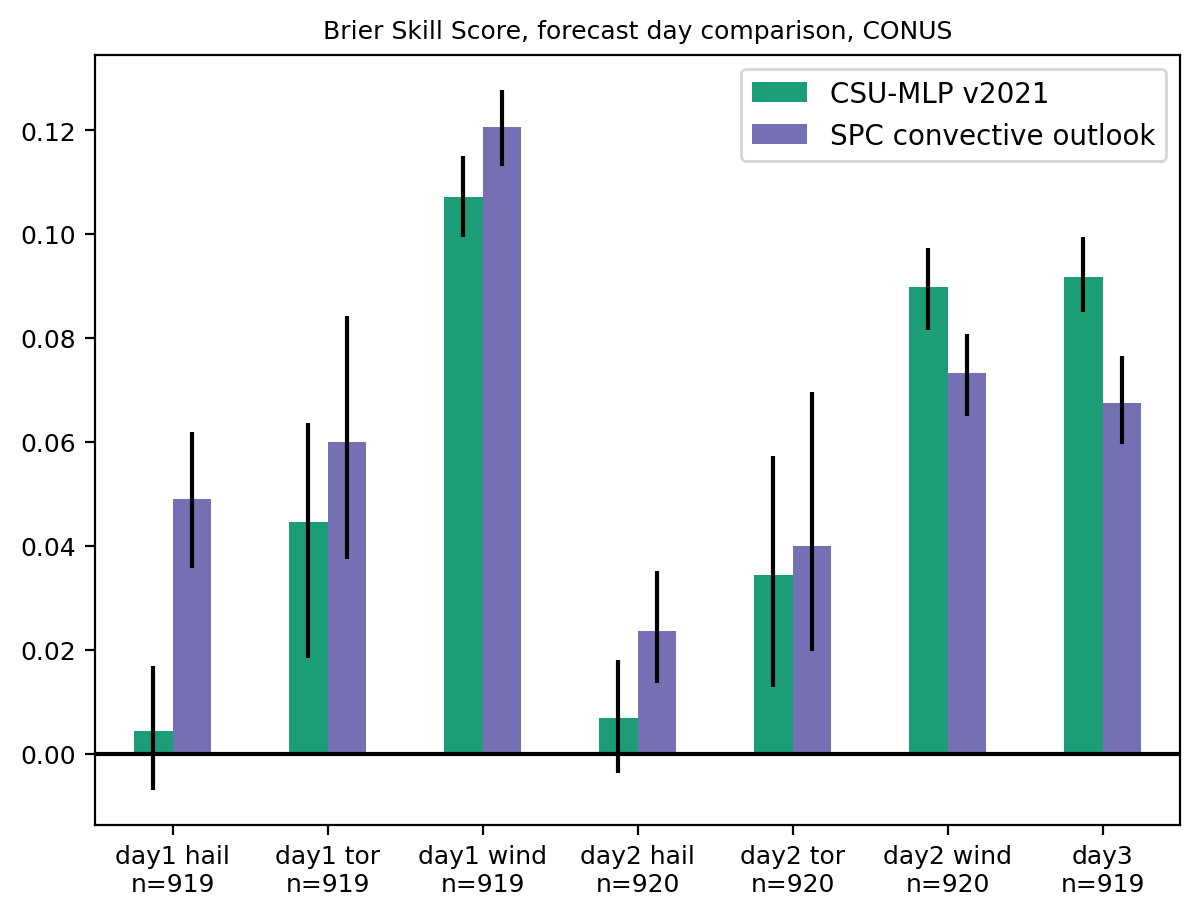 Brier Skill Score, forecast day comparison, CONUS
CSU-MLP v2021
SPC convective outlook
0.12
0.10
0.08
0.06
0.04
0.02
0.00
day1 hail day1 tor day1 wind day2 hail day2 tor day2 wind day3
n=919 n=919 n=919 n=920 n=920 n=920 n=919